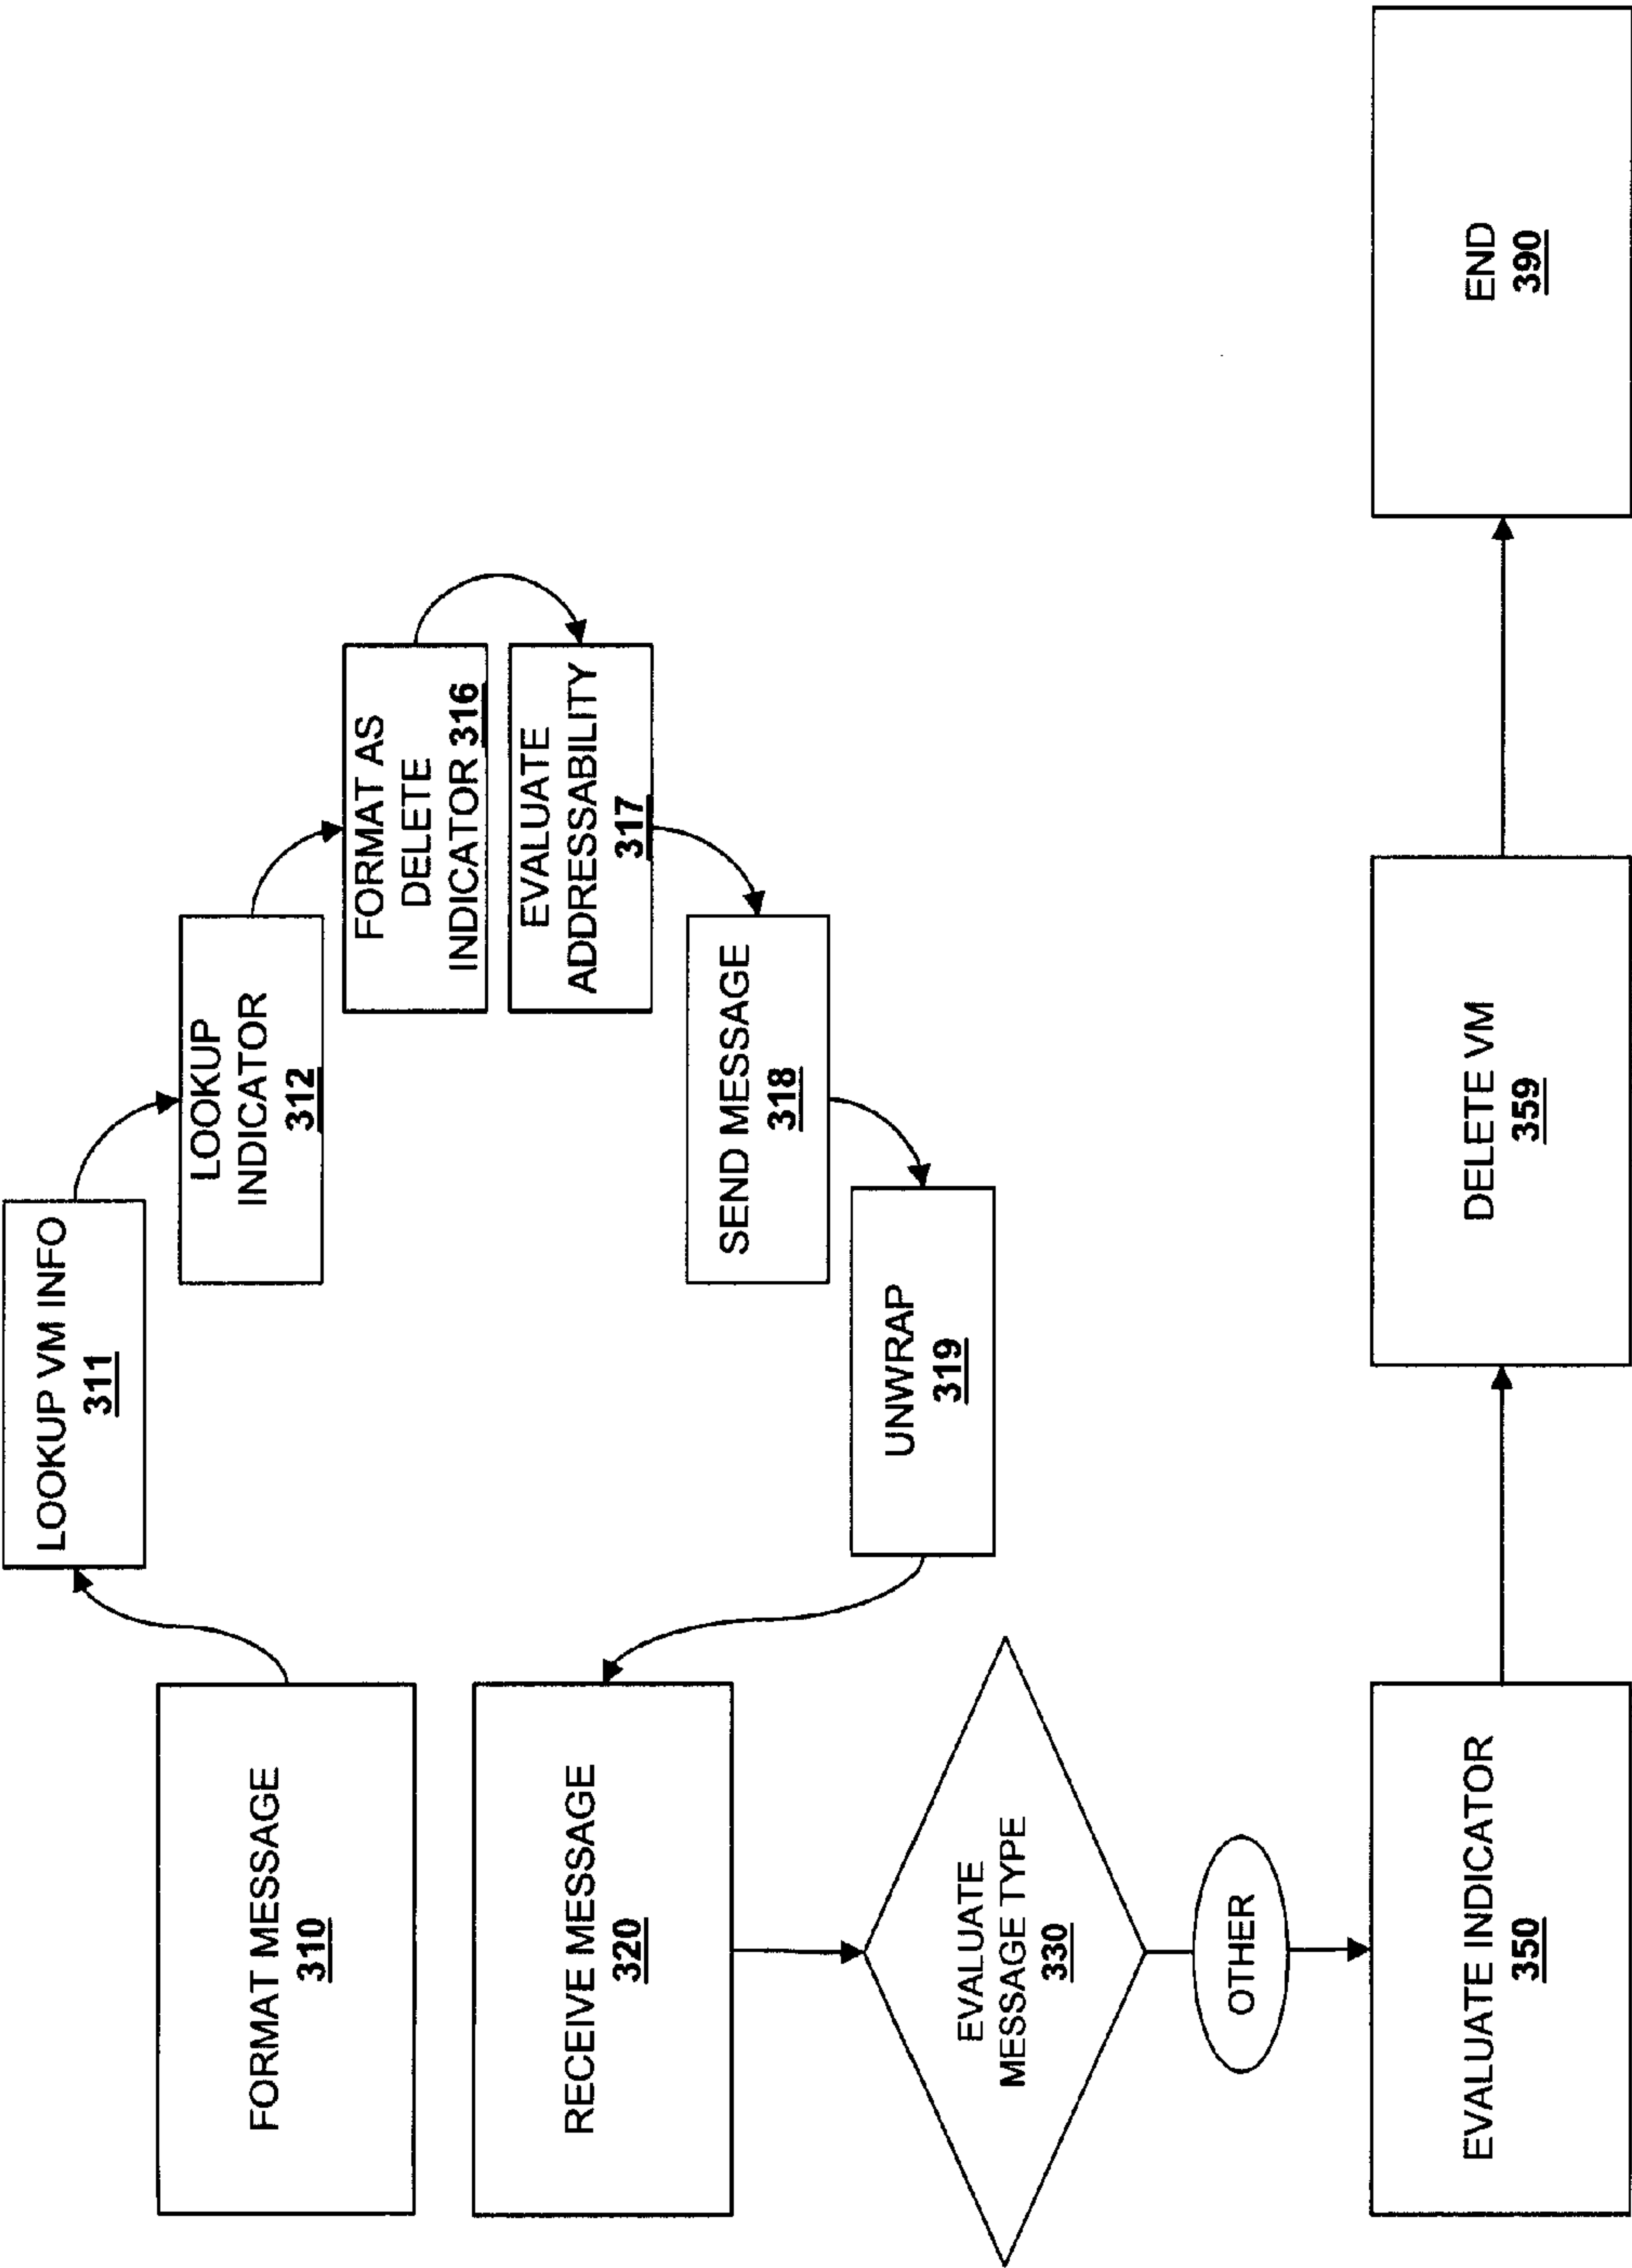 FORMAT MESSAGE
310
LOOKUP VM INFO
311
LOOKUP
INDICATOR
312
FORMAT AS
DELETE
INDICATOR 316
EVALUATE
ADDRESSABILITY
317
SEND MESSAGE
318
UNWRAP
319
RECEIVE MESSAGE
320
EVALUATE
MESSAGE TYPE
330
OTHER
EVALUATE INDICATOR
350
DELETE VM
359
END
390